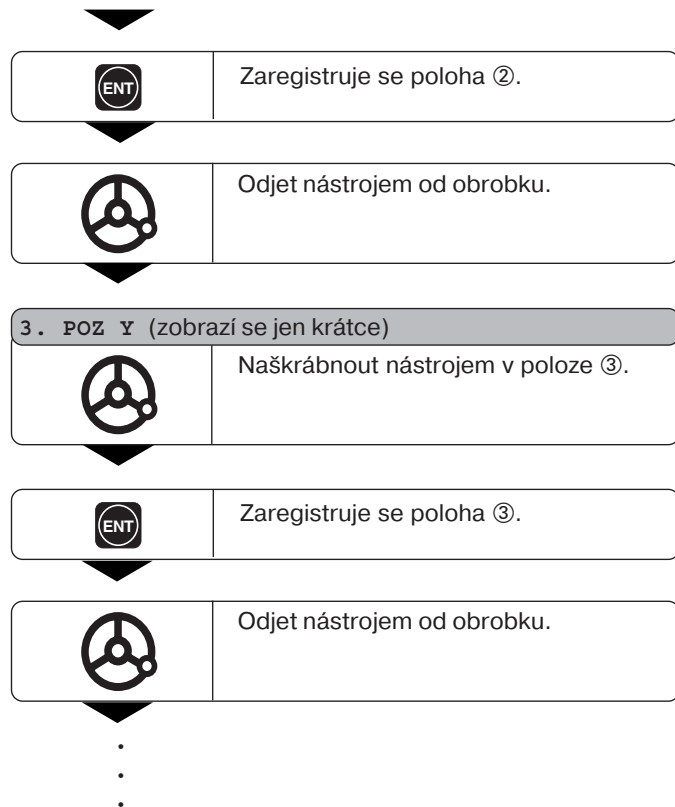 ENT
Zaregistruje se poloha ②.
Odjet nástrojem od obrobku.
3. POZ Y (zobrazí se jen krátce)
Naškrábnout nástrojem v poloze ③.
ENT
Zaregistruje se poloha ③.
Odjet nástrojem od obrobku.
.
.
.